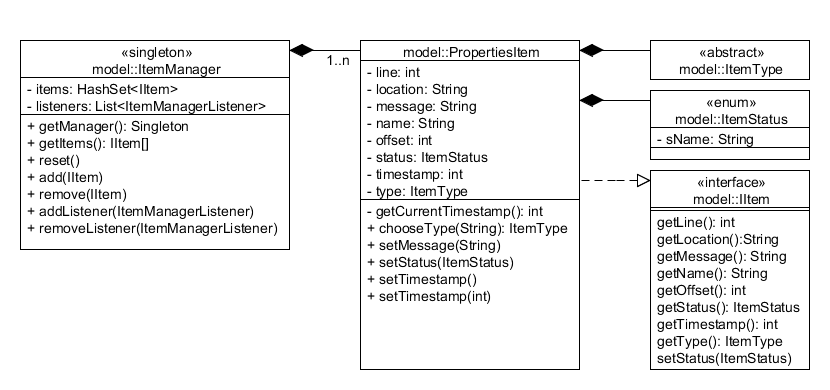 «singleton»
model::ItemManager
- items: HashSet<IItem>
- listeners: List<ItemManagerListener>
+ getManager(): Singleton
+ getItems(): IItem[]
+ reset()
+ add(IItem)
+ remove(IItem)
+ addListener(ItemManagerListener)
+ removeListener(ItemManagerListener)
1..n
model::PropertiesItem
- line: int
- location: String
- message: String
- name: String
- offset: int
- status: ItemStatus
- timestamp: int
- type: ItemType
- getCurrentTimestamp(): int
+ chooseType(String): ItemType
+ setMessage(String)
+ setStatus(ItemStatus)
+ setTimestamp()
+ setTimestamp(int)
«abstract»
model::ItemType
«enum»
model::ItemStatus
- sName: String
«interface»
model::IItem
getLine(): int
getLocation():String
getMessage(): String
getName(): String
getOffset(): int
getStatus(): ItemStatus
getTimestamp(): int
getType(): ItemType
setStatus(ItemStatus)